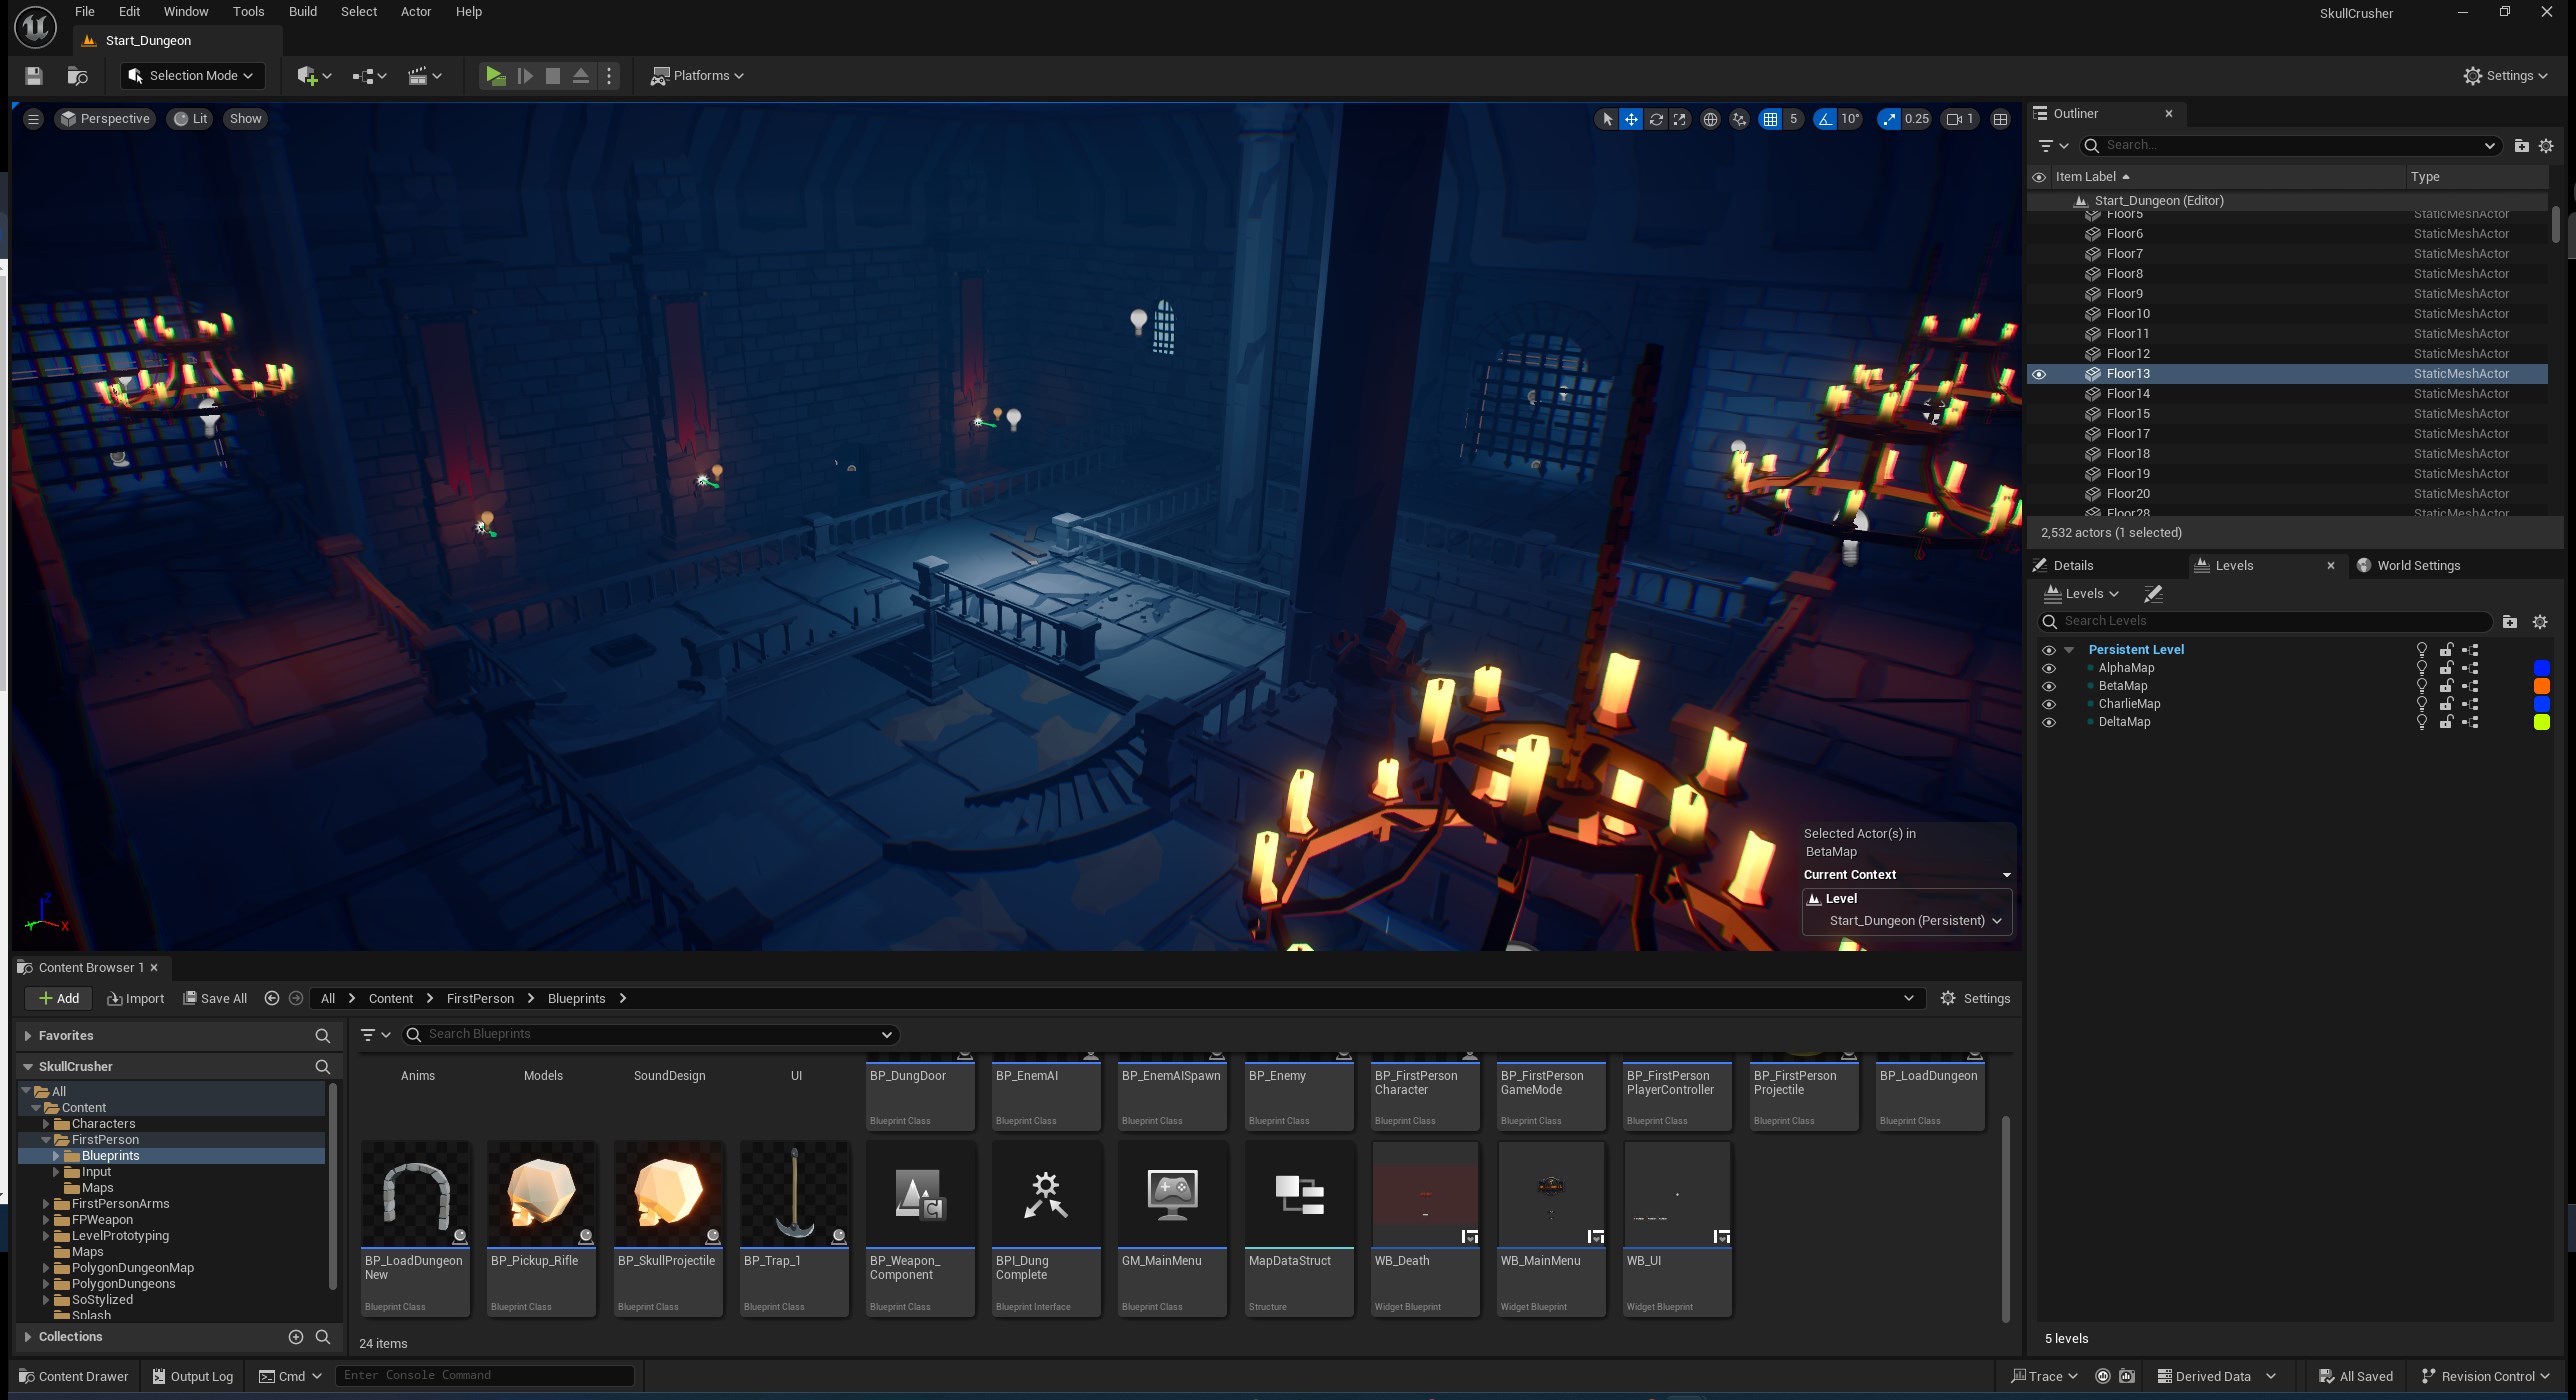 File Edit Window Tools Build Select Actor Help
SkullCrusher
Start_Dungeon
Selection Mode
Platforms
Settings
Perspective Lit Show
5 10° 0.25 1
Selected Actor(s) in
BetaMap
Current Context
Level
Start_Dungeon (Persistent)
Outliner
Search...
Item Label Type
Start_Dungeon (Editor)
Floor5 StaticMeshActor
Floor6 StaticMeshActor
Floor7 StaticMeshActor
Floor8 StaticMeshActor
Floor9 StaticMeshActor
Floor10 StaticMeshActor
Floor11 StaticMeshActor
Floor12 StaticMeshActor
Floor13 StaticMeshActor
Floor14 StaticMeshActor
Floor15 StaticMeshActor
Floor17 StaticMeshActor
Floor18 StaticMeshActor
Floor19 StaticMeshActor
Floor20 StaticMeshActor
Floor28 StaticMeshActor
2,532 actors (1 selected)
Details Levels World Settings
Levels
Search Levels
Persistent Level
AlphaMap
BetaMap
CharlieMap
DeltaMap
5 levels
Content Browser 1
Add Import Save All All Content FirstPerson Blueprints Settings
Favorites
SkullCrusher
All
Content
Characters
FirstPerson
Blueprints
Input
Maps
FirstPersonArms
FPWeapon
LevelPrototyping
Maps
PolygonDungeonMap
PolygonDungeons
SoStylized
Splash
Collections
Search Blueprints
Anims Models SoundDesign UI BP_DungDoor BP_EnemAI BP_EnemAISpawn BP_Enemy BP_FirstPerson BP_FirstPerson BP_FirstPerson BP_FirstPerson BP_LoadDungeon
Character GameMode PlayerController Projectile
Blueprint Class Blueprint Class Blueprint Class Blueprint Class Blueprint Class Blueprint Class Blueprint Class Blueprint Class Blueprint Class
BP_LoadDungeon BP_Pickup_Rifle BP_SkullProjectile BP_Trap_1 BP_Weapon_ BPI_Dung GM_MainMenu MapDataStruct WB_Death WB_MainMenu WB_UI
New Component Complete
Blueprint Class Blueprint Class Blueprint Class Blueprint Class Blueprint Class Blueprint Interface Blueprint Class Structure Widget Blueprint Widget Blueprint Widget Blueprint
24 items
Content Drawer Output Log Cmd Enter Console Command Trace Derived Data All Saved Revision Control